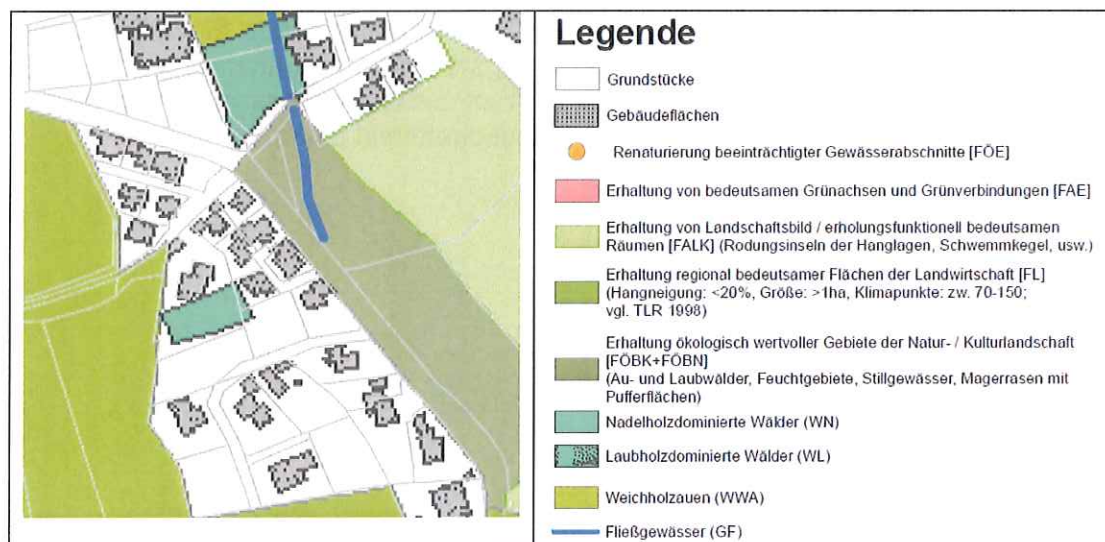 Legende
Grundstücke
Gebäudeflächen
Renaturierung beeinträchtigter Gewässerabschnitte [FÖE]
Erhaltung von bedeutsamen Grünachsen und Grünverbindungen [FAE]
Erhaltung von Landschaftsbild / erholungsfunktionell bedeutsamen
Räumen [FALK] (Rodungsinseln der Hanglagen, Schwemmkegel, usw.)
Erhaltung regional bedeutsamer Flächen der Landwirtschaft [FL]
(Hangneigung: <20%, Größe: >1ha, Klimapunkte: zw. 70-150;
vgl. TLR 1998)
Erhaltung ökologisch wertvoller Gebiete der Natur- / Kulturlandschaft
[FÖBK+FÖBN]
(Au- und Laubwälder, Feuchtgebiete, Stillgewässer, Magerrasen mit
Pufferflächen)
Nadelholzdominierte Wälder (WN)
Laubholzdominierte Wälder (WL)
Weichholzauen (WWA)
Fließgewässer (GF)